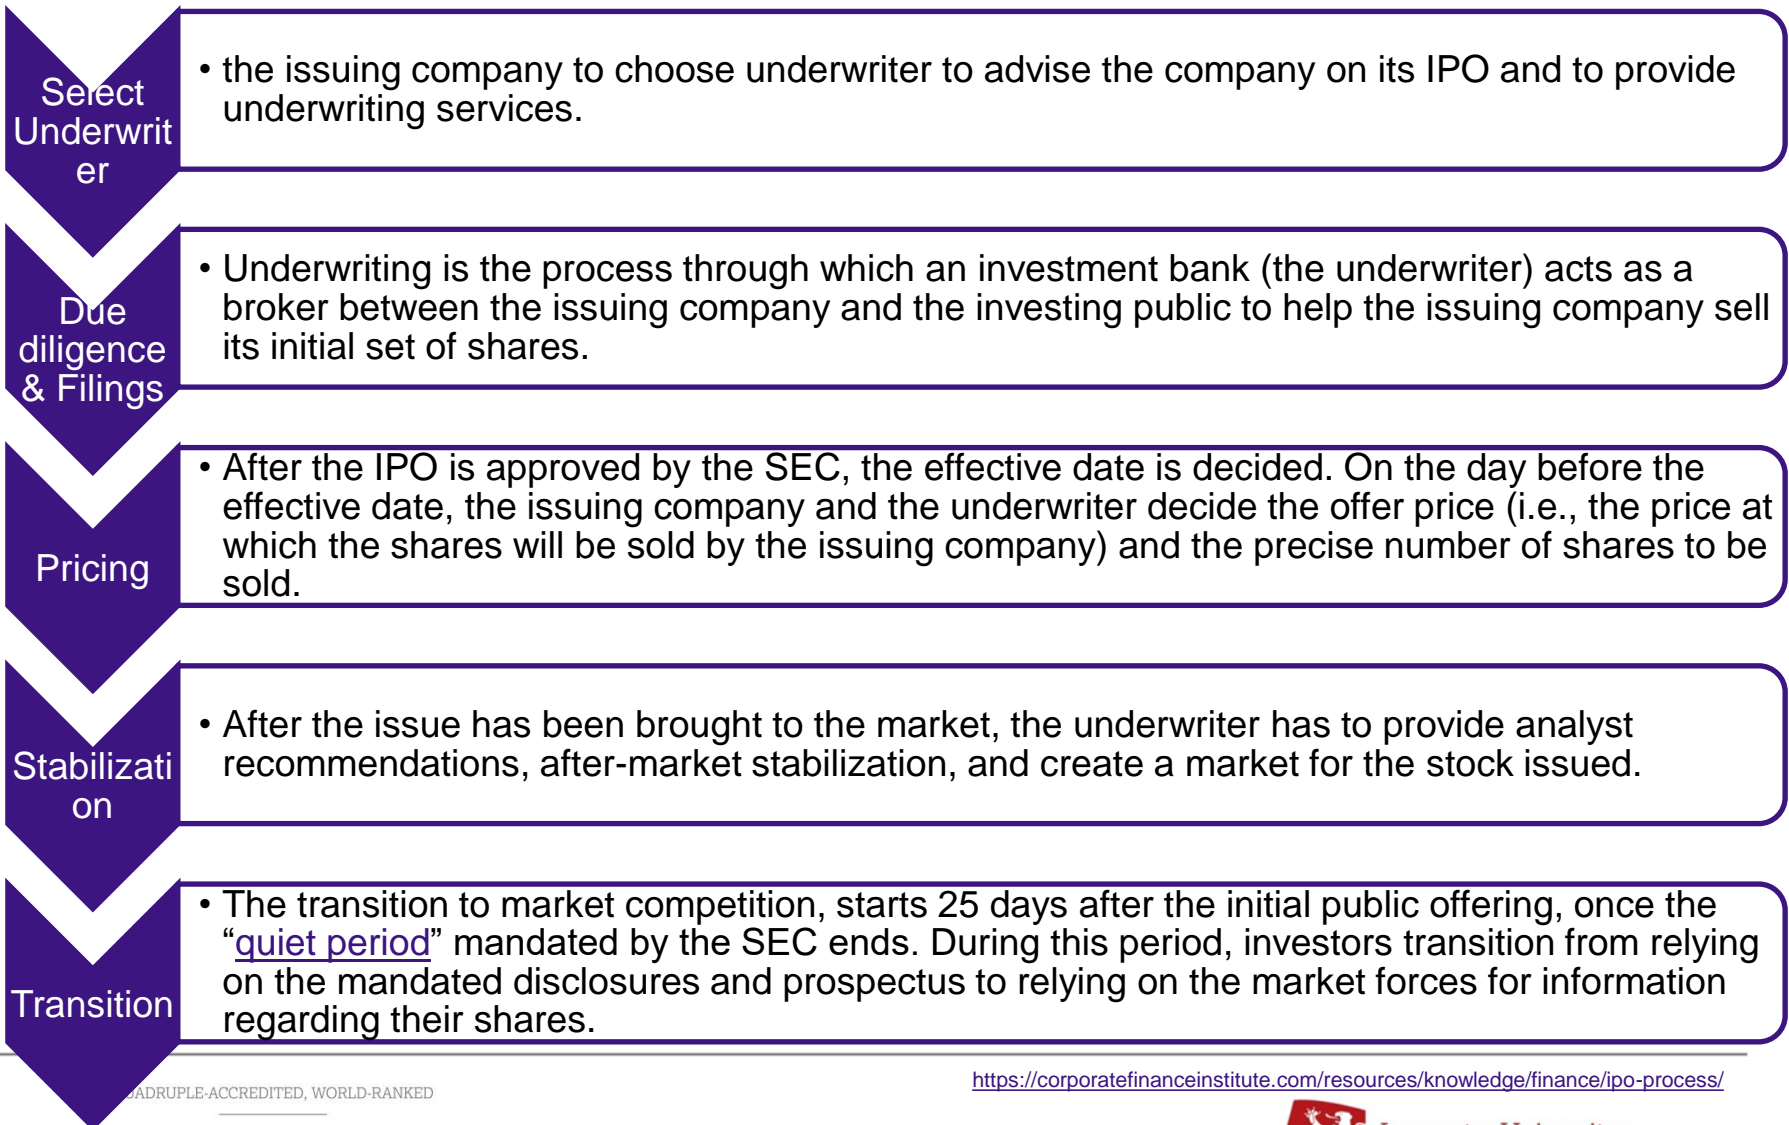 Select
Underwrit
er
• the issuing company to choose underwriter to advise the company on its IPO and to provide
underwriting services.
Due
diligence
& Filings
• Underwriting is the process through which an investment bank (the underwriter) acts as a
broker between the issuing company and the investing public to help the issuing company sell
its initial set of shares.
Pricing
• After the IPO is approved by the SEC, the effective date is decided. On the day before the
effective date, the issuing company and the underwriter decide the offer price (i.e., the price at
which the shares will be sold by the issuing company) and the precise number of shares to be
sold.
Stabilizati
on
• After the issue has been brought to the market, the underwriter has to provide analyst
recommendations, after-market stabilization, and create a market for the stock issued.
Transition
• The transition to market competition, starts 25 days after the initial public offering, once the
“quiet period” mandated by the SEC ends. During this period, investors transition from relying
on the mandated disclosures and prospectus to relying on the market forces for information
regarding their shares.
https://corporatefinanceinstitute.com/resources/knowledge/finance/ipo-process/
ADRUPLE-ACCREDITED, WORLD-RANKED